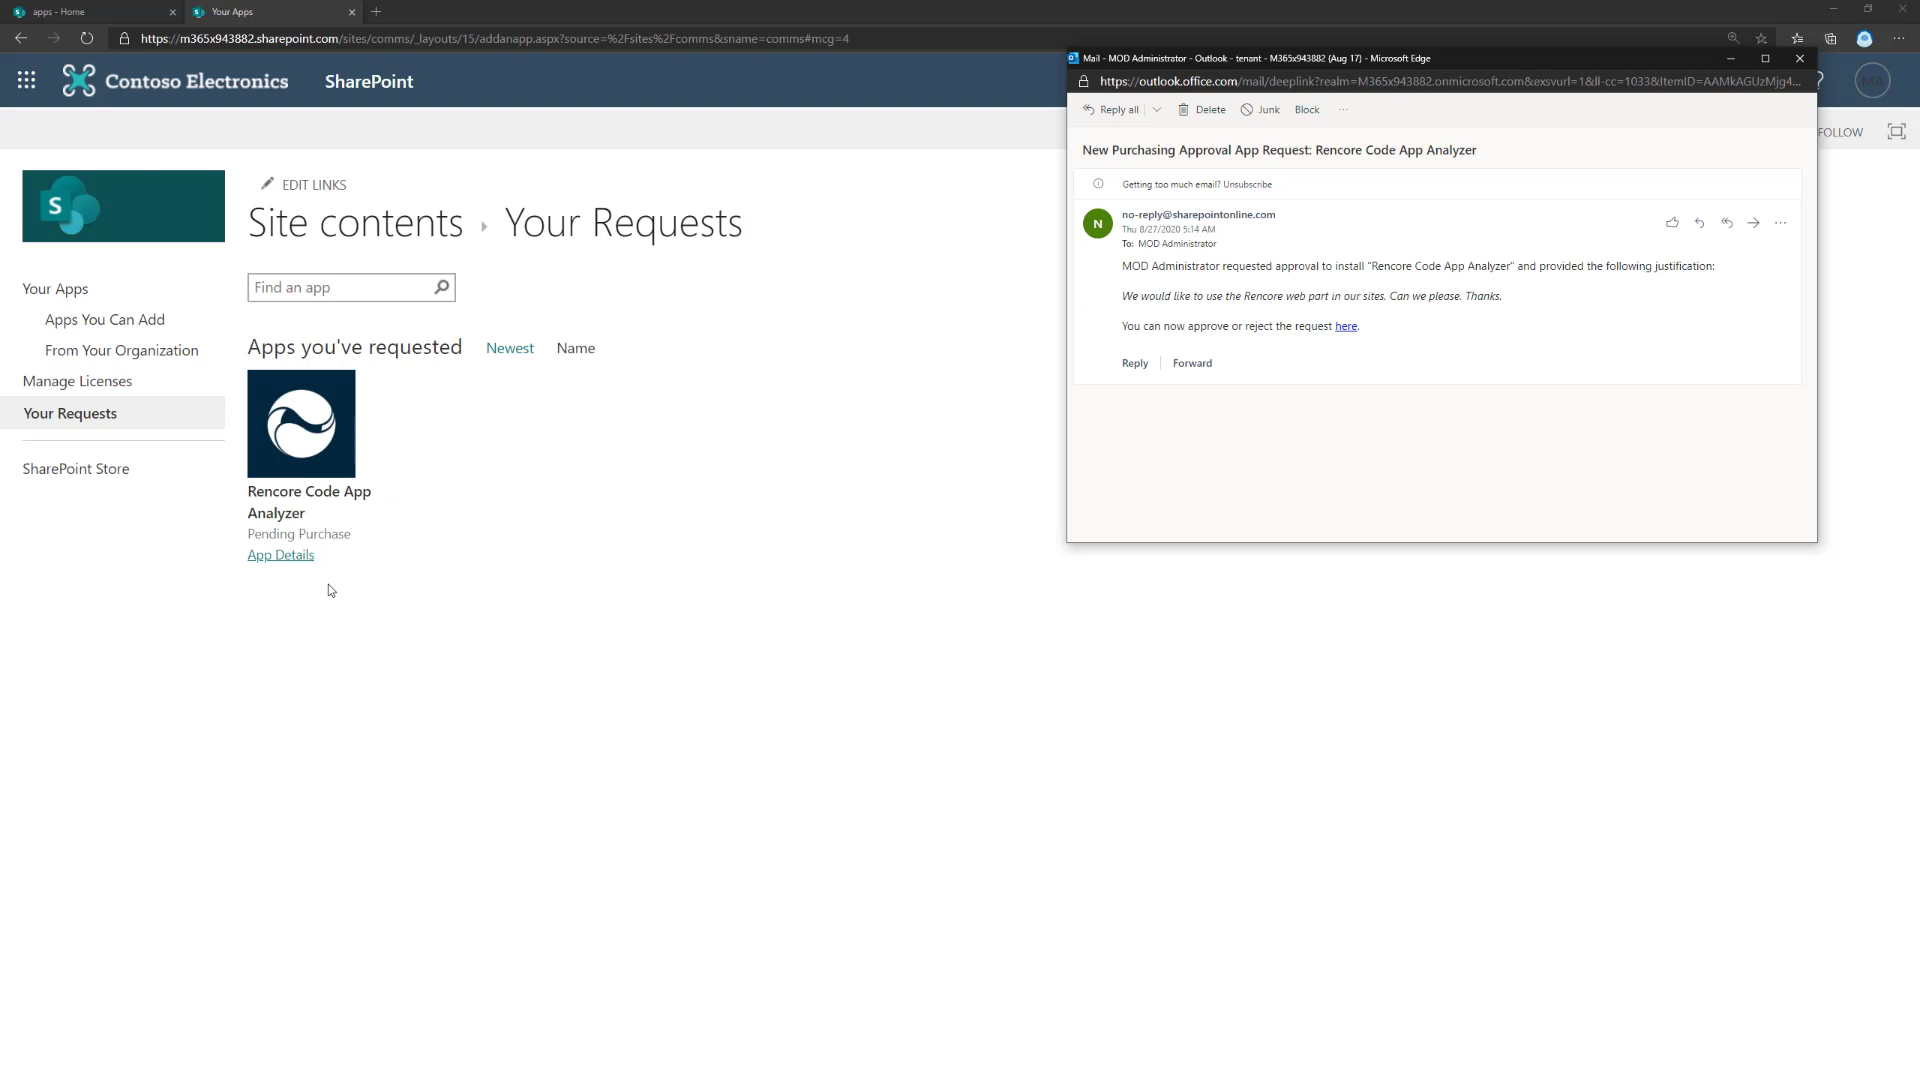 apps - Home
Your Apps
https://m365x943882.sharepoint.com/sites/comms/_layouts/15/addanapp.aspx?source=%2Fsites%2Fcomms&sname=comms#mcg=4
Contoso Electronics
SharePoint
MA
FOLLOW
S
EDIT LINKS
Site contents Your Requests
Find an app
Your Apps
Apps You Can Add
From Your Organization
Manage Licenses
Your Requests
SharePoint Store
Apps you've requested Newest Name
Rencore Code App
Analyzer
Pending Purchase
App Details
Mail - MOD Administrator - Outlook - tenant - M365x943882 (Aug 17) - Microsoft Edge
https://outlook.office.com/mail/deeplink?realm=M365x943882.onmicrosoft.com&exsvurl=1&ll-cc=1033&ItemID=AAMkAGUzMjg4...
Reply all Delete Junk Block
New Purchasing Approval App Request: Rencore Code App Analyzer
Getting too much email? Unsubscribe
N
no-reply@sharepointonline.com
Thu 8/27/2020 5:14 AM
To: MOD Administrator
MOD Administrator requested approval to install "Rencore Code App Analyzer" and provided the following justification:
We would like to use the Rencore web part in our sites. Can we please. Thanks.
You can now approve or reject the request here.
Reply Forward